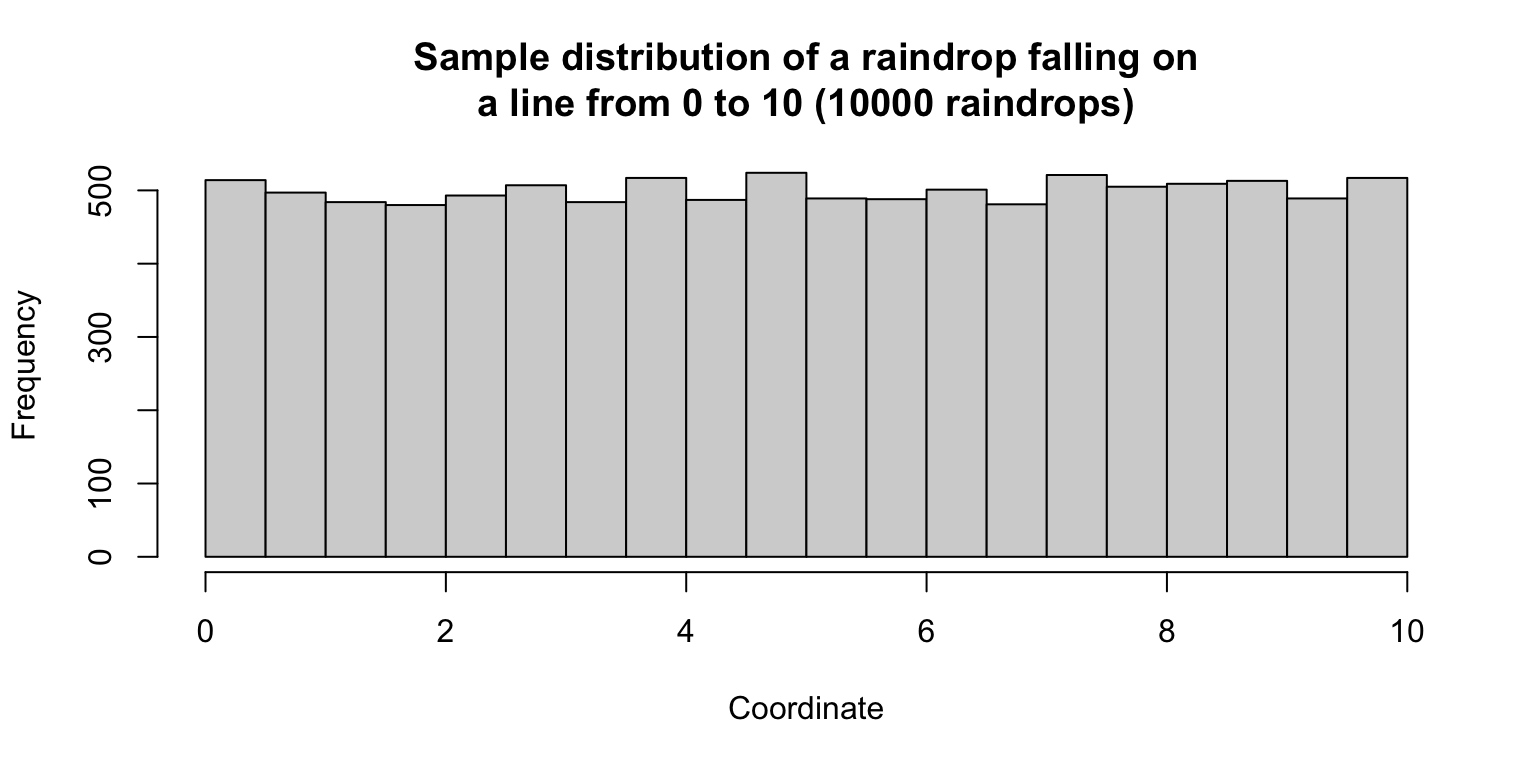 Sample distribution of a raindrop falling on
a line from 0 to 10 (10000 raindrops)
Frequency
500
300
100
0
0 2 4 6 8 10
Coordinate